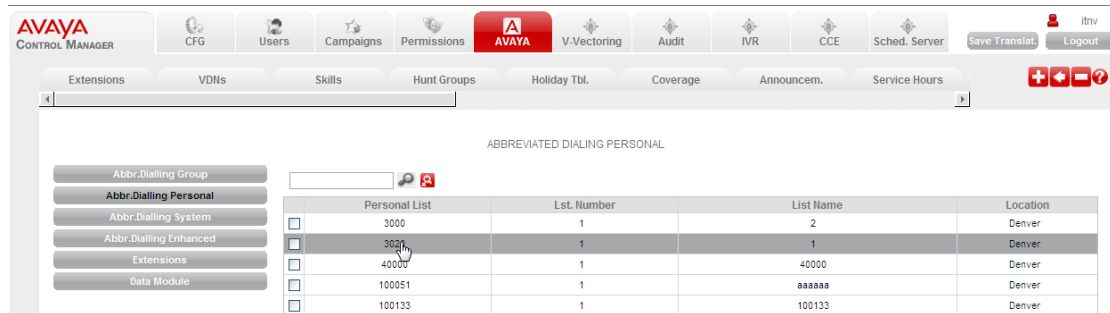 AVAYA
CONTROL MANAGER
CFG Users Campaigns Permissions AVAYA V-Vectoring Audit IVR CCE Sched. Server
itnv
Save Translat. Logout
Extensions VDNs Skills Hunt Groups Holiday Tbl. Coverage Announcem. Service Hours
ABBREVIATED DIALING PERSONAL
Abbr.Dialling Group
Abbr.Dialling Personal
Abbr.Dialling System
Abbr.Dialling Enhanced
Extensions
Data Module
Personal List Lst. Number List Name Location
3000 1 2 Denver
1 1 Denver
40000 1 40000 Denver
100051 1 aaaaaa Denver
100133 1 100133 Denver